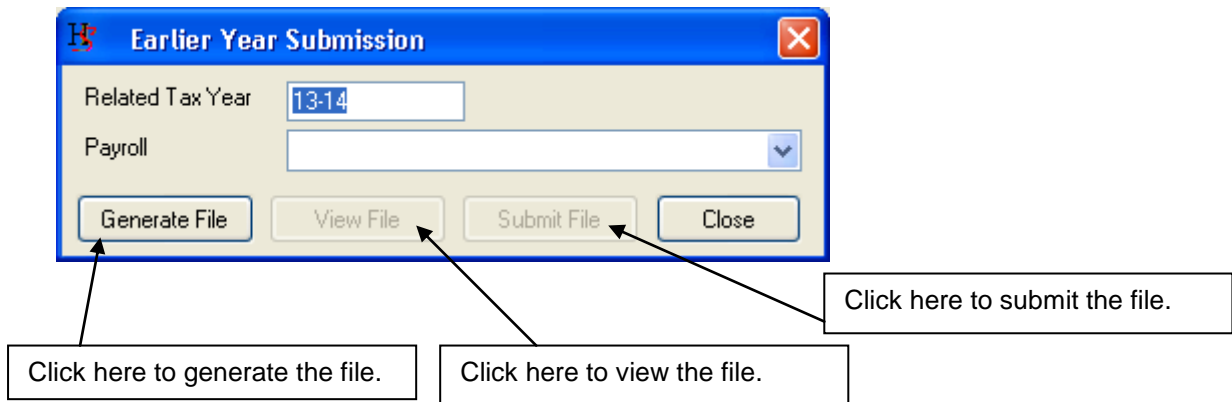 Earlier Year Submission
Related Tax Year 13-14
Payroll
Generate File View File Submit File Close
Click here to submit the file.
Click here to generate the file. Click here to view the file.